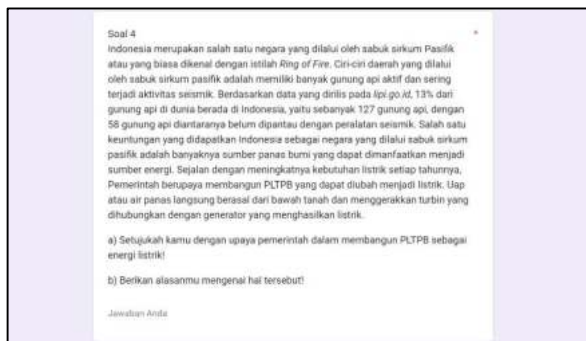 Soal 4 *
Indonesia merupakan salah satu negara yang dilalui oleh sabuk sirkum Pasifik
atau yang biasa dikenal dengan istilah Ring of Fire. Ciri-ciri daerah yang dilalui
oleh sabuk sirkum pasifik adalah memiliki banyak gunung api aktif dan sering
terjadi aktivitas seismik. Berdasarkan data yang dirilis pada lipi.go.id, 13% dari
gunung api di dunia berada di Indonesia, yaitu sebanyak 127 gunung api, dengan
58 gunung api diantaranya belum dipantau dengan peralatan seismik. Salah satu
keuntungan yang didapatkan Indonesia sebagai negara yang dilalui sabuk sirkum
pasifik adalah banyaknya sumber panas bumi yang dapat dimanfaatkan menjadi
sumber energi. Sejalan dengan meningkatnya kebutuhan listrik setiap tahunnya,
Pemerintah berupaya membangun PLTPB yang dapat diubah menjadi listrik. Uap
atau air panas langsung berasal dari bawah tanah dan menggerakkan turbin yang
dihubungkan dengan generator yang menghasilkan listrik.
a) Setujukah kamu dengan upaya pemerintah dalam membangun PLTPB sebagai
energi listrik!
b) Berikan alasanmu mengenai hal tersebut!
Jawaban Anda